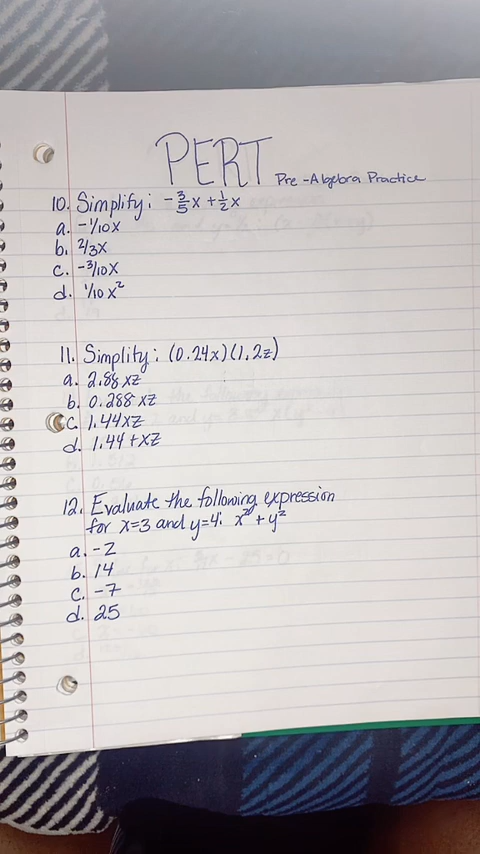 PERT Pre-Algebra Practice
10. Simplify: -3/5x + 1/2x
a. -1/10x
b. 2/3x
c. -3/10x
d. 1/10x²
11. Simplify: (0.24x)(1.2z)
a. 2.88xz
b. 0.288xz
c. 1.44xz
d. 1.44+xz
12. Evaluate the following expression
for x=3 and y=4: x² + y²
a. -2
b. 14
c. -7
d. 25